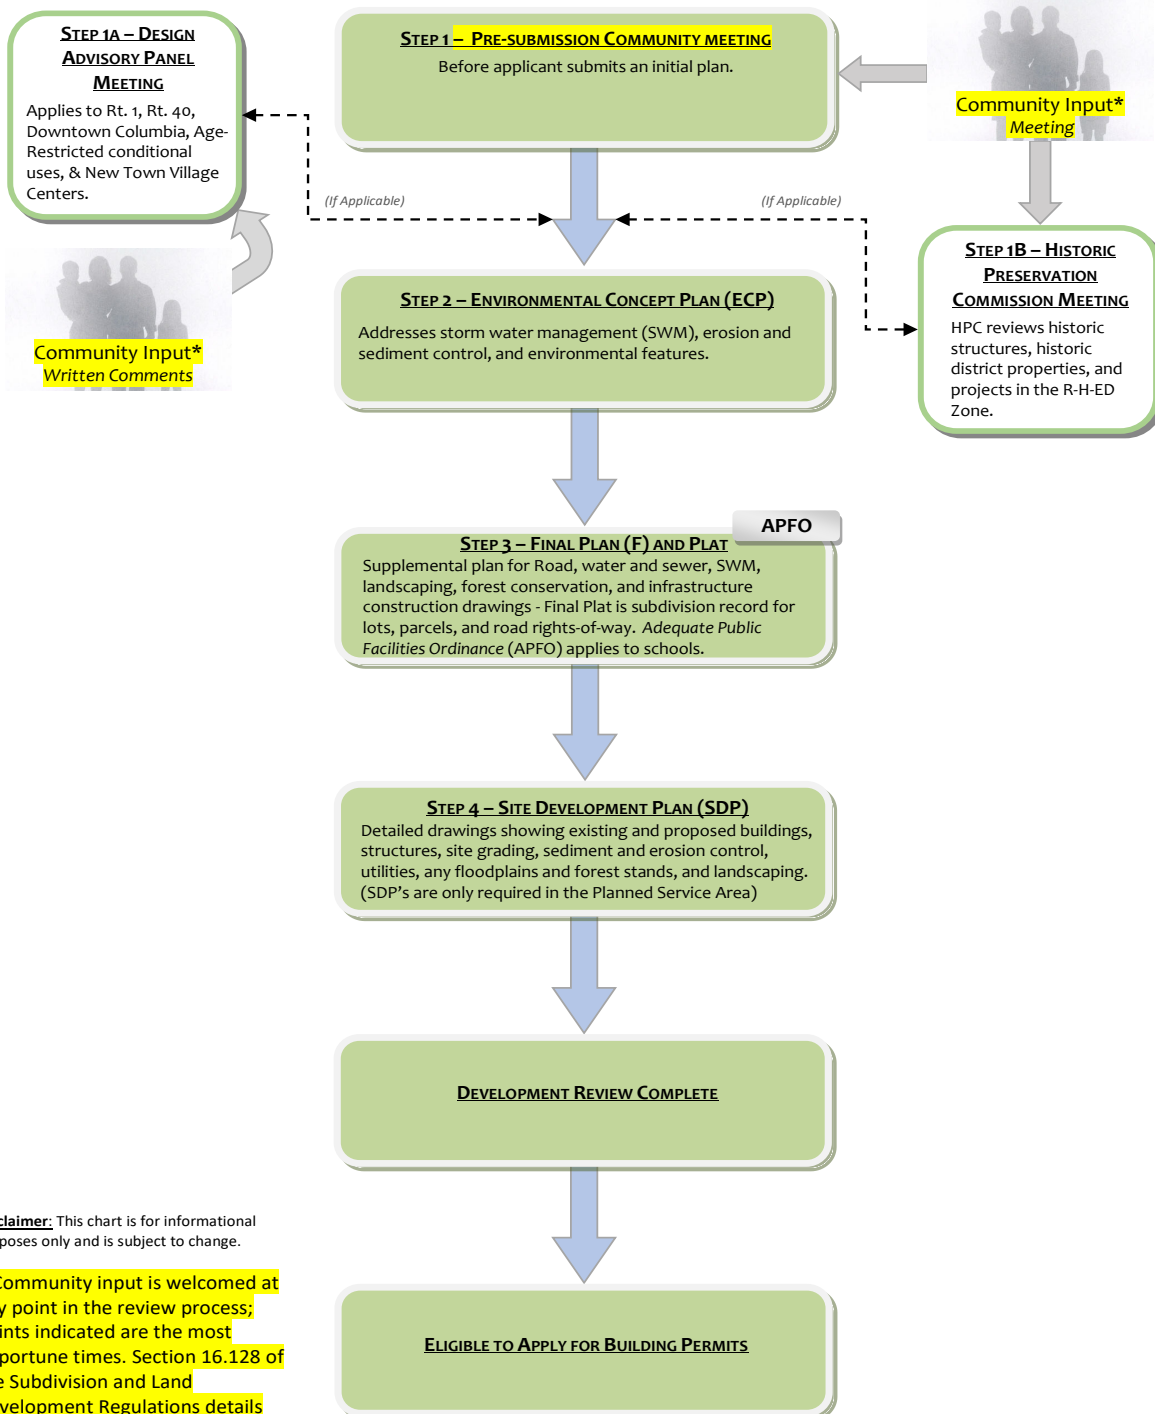 STEP 1A – DESIGN
ADVISORY PANEL
MEETING
Applies to Rt. 1, Rt. 40,
Downtown Columbia, Age-
Restricted conditional
uses, & New Town Village
Centers.
STEP 1 – PRE-SUBMISSION COMMUNITY MEETING
Before applicant submits an initial plan.
Community Input*
Meeting
(If Applicable)
(If Applicable)
Community Input*
Written Comments
STEP 1B – HISTORIC
PRESERVATION
COMMISSION MEETING
HPC reviews historic
structures, historic
district properties, and
projects in the R-H-ED
Zone.
STEP 2 – ENVIRONMENTAL CONCEPT PLAN (ECP)
Addresses storm water management (SWM), erosion and
sediment control, and environmental features.
APFO
STEP 3 – FINAL PLAN (F) AND PLAT
Supplemental plan for Road, water and sewer, SWM,
landscaping, forest conservation, and infrastructure
construction drawings - Final Plat is subdivision record for
lots, parcels, and road rights-of-way. Adequate Public
Facilities Ordinance (APFO) applies to schools.
STEP 4 – SITE DEVELOPMENT PLAN (SDP)
Detailed drawings showing existing and proposed buildings,
structures, site grading, sediment and erosion control,
utilities, any floodplains and forest stands, and landscaping.
(SDP's are only required in the Planned Service Area)
DEVELOPMENT REVIEW COMPLETE
ELIGIBLE TO APPLY FOR BUILDING PERMITS
claimer: This chart is for informational
poses only and is subject to change.
Community input is welcomed at
y point in the review process;
ints indicated are the most
portune times. Section 16.128 of
e Subdivision and Land
velopment Regulations details